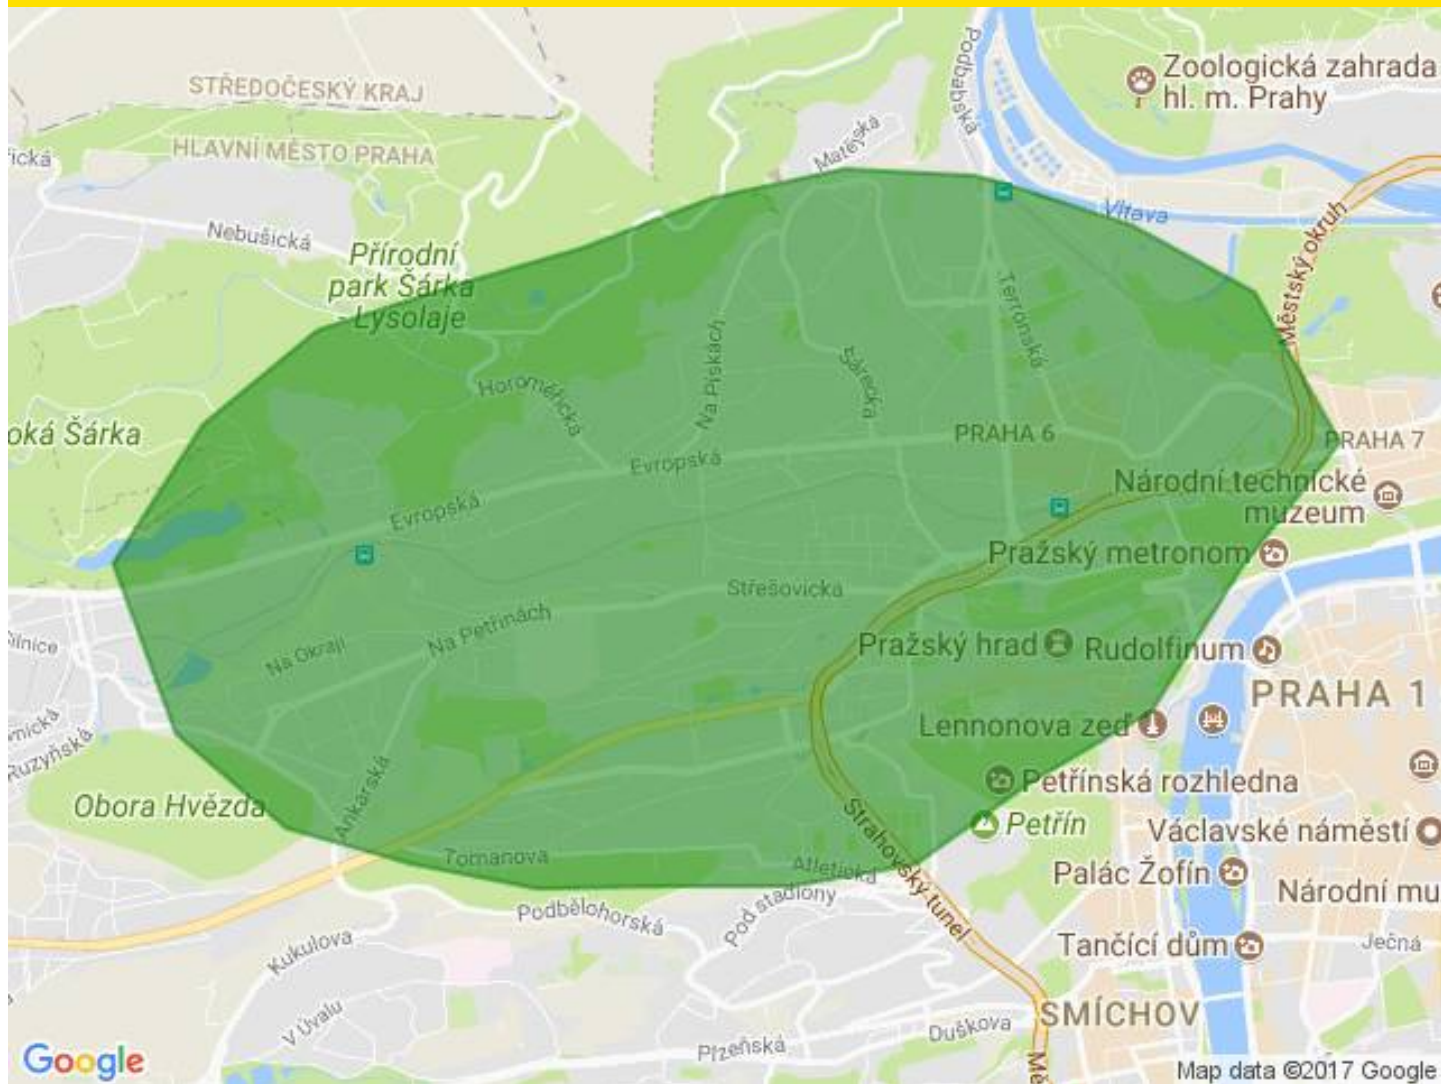 Podbabská
Zoologická zahrada
hl. m. Prahy
STŘEDOČESKÝ KRAJ
HLAVNÍ MĚSTO PRAHA
Matejská
Vltava
Městský okruh
Nebušická
Přírodní
park Šárka
Lysolaje
Terronská
Na Pískách
Šárecká
Horoměřická
oká Šárka
PRAHA 6
PRAHA 7
Evropská
Evropská
Národní technické
muzeum
Pražský metronom
Střešovická
Na Petřinách
Na Okraji
Pražský hrad
Rudolfinum
PRAHA 1
Lennonova zeď
Ruzyňská
Ankarská
Petřínská rozhledna
Obora Hvězda
Petřín
Václavské náměstí
Strahovský tunel
Tomanova
Atletická
Palác Žofín
Národní mu
Pod stadiony
Podbělohorská
Kukulova
Tančící dům
Ječná
V Úvalu
SMÍCHOV
Duškova
Plzeňská
Mě
Google
Map data ©2017 Google